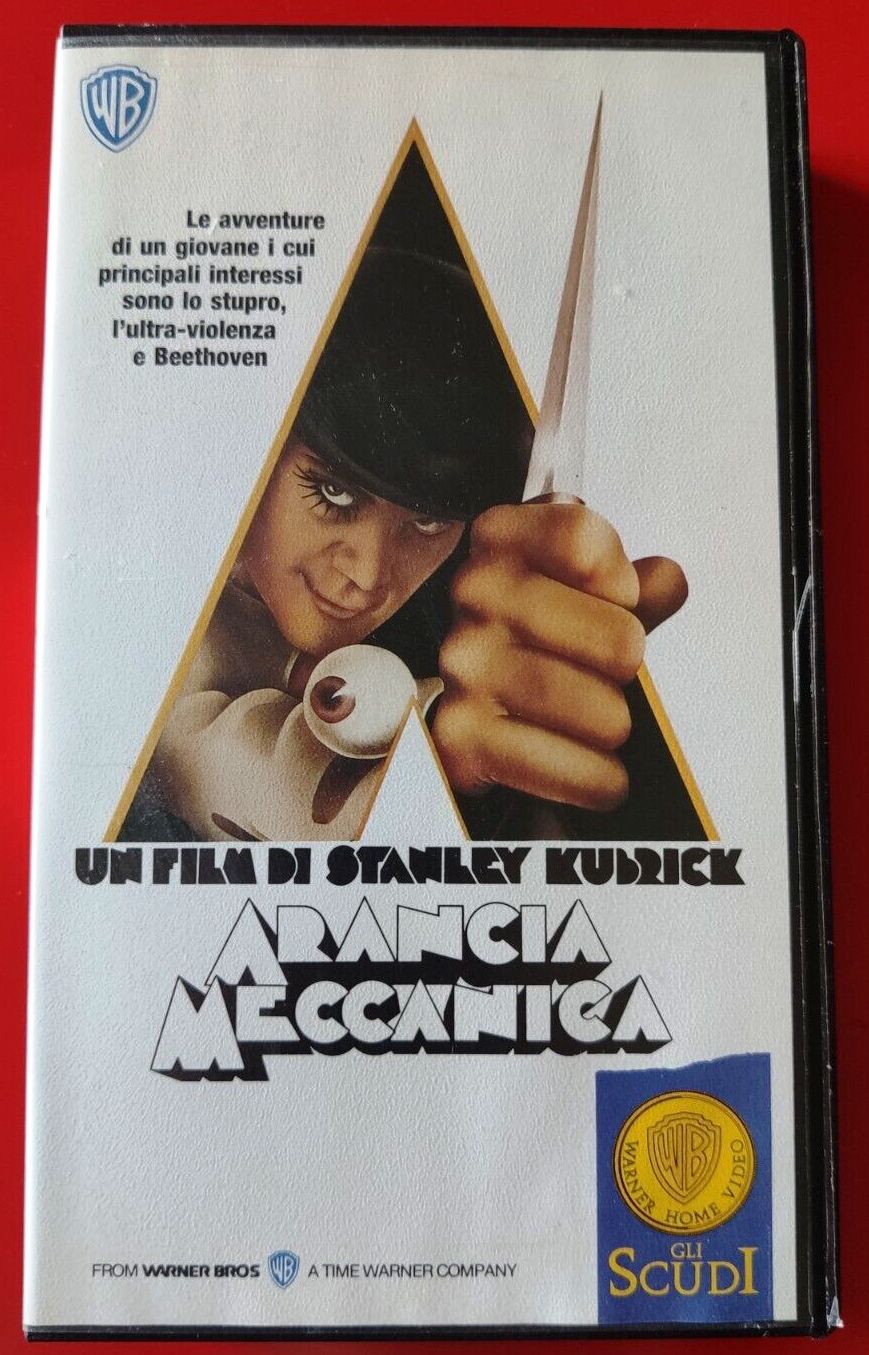 WB
Le avventure
di un giovane i cui
principali interessi
sono lo stupro,
l'ultra-violenza
e Beethoven
UN FILM DI STANLEY KUBRICK
ARANCIA
MECCANICA
WB
WARNER HOME VIDEO
GLI
SCUDI
FROM WARNER BROS WB A TIME WARNER COMPANY